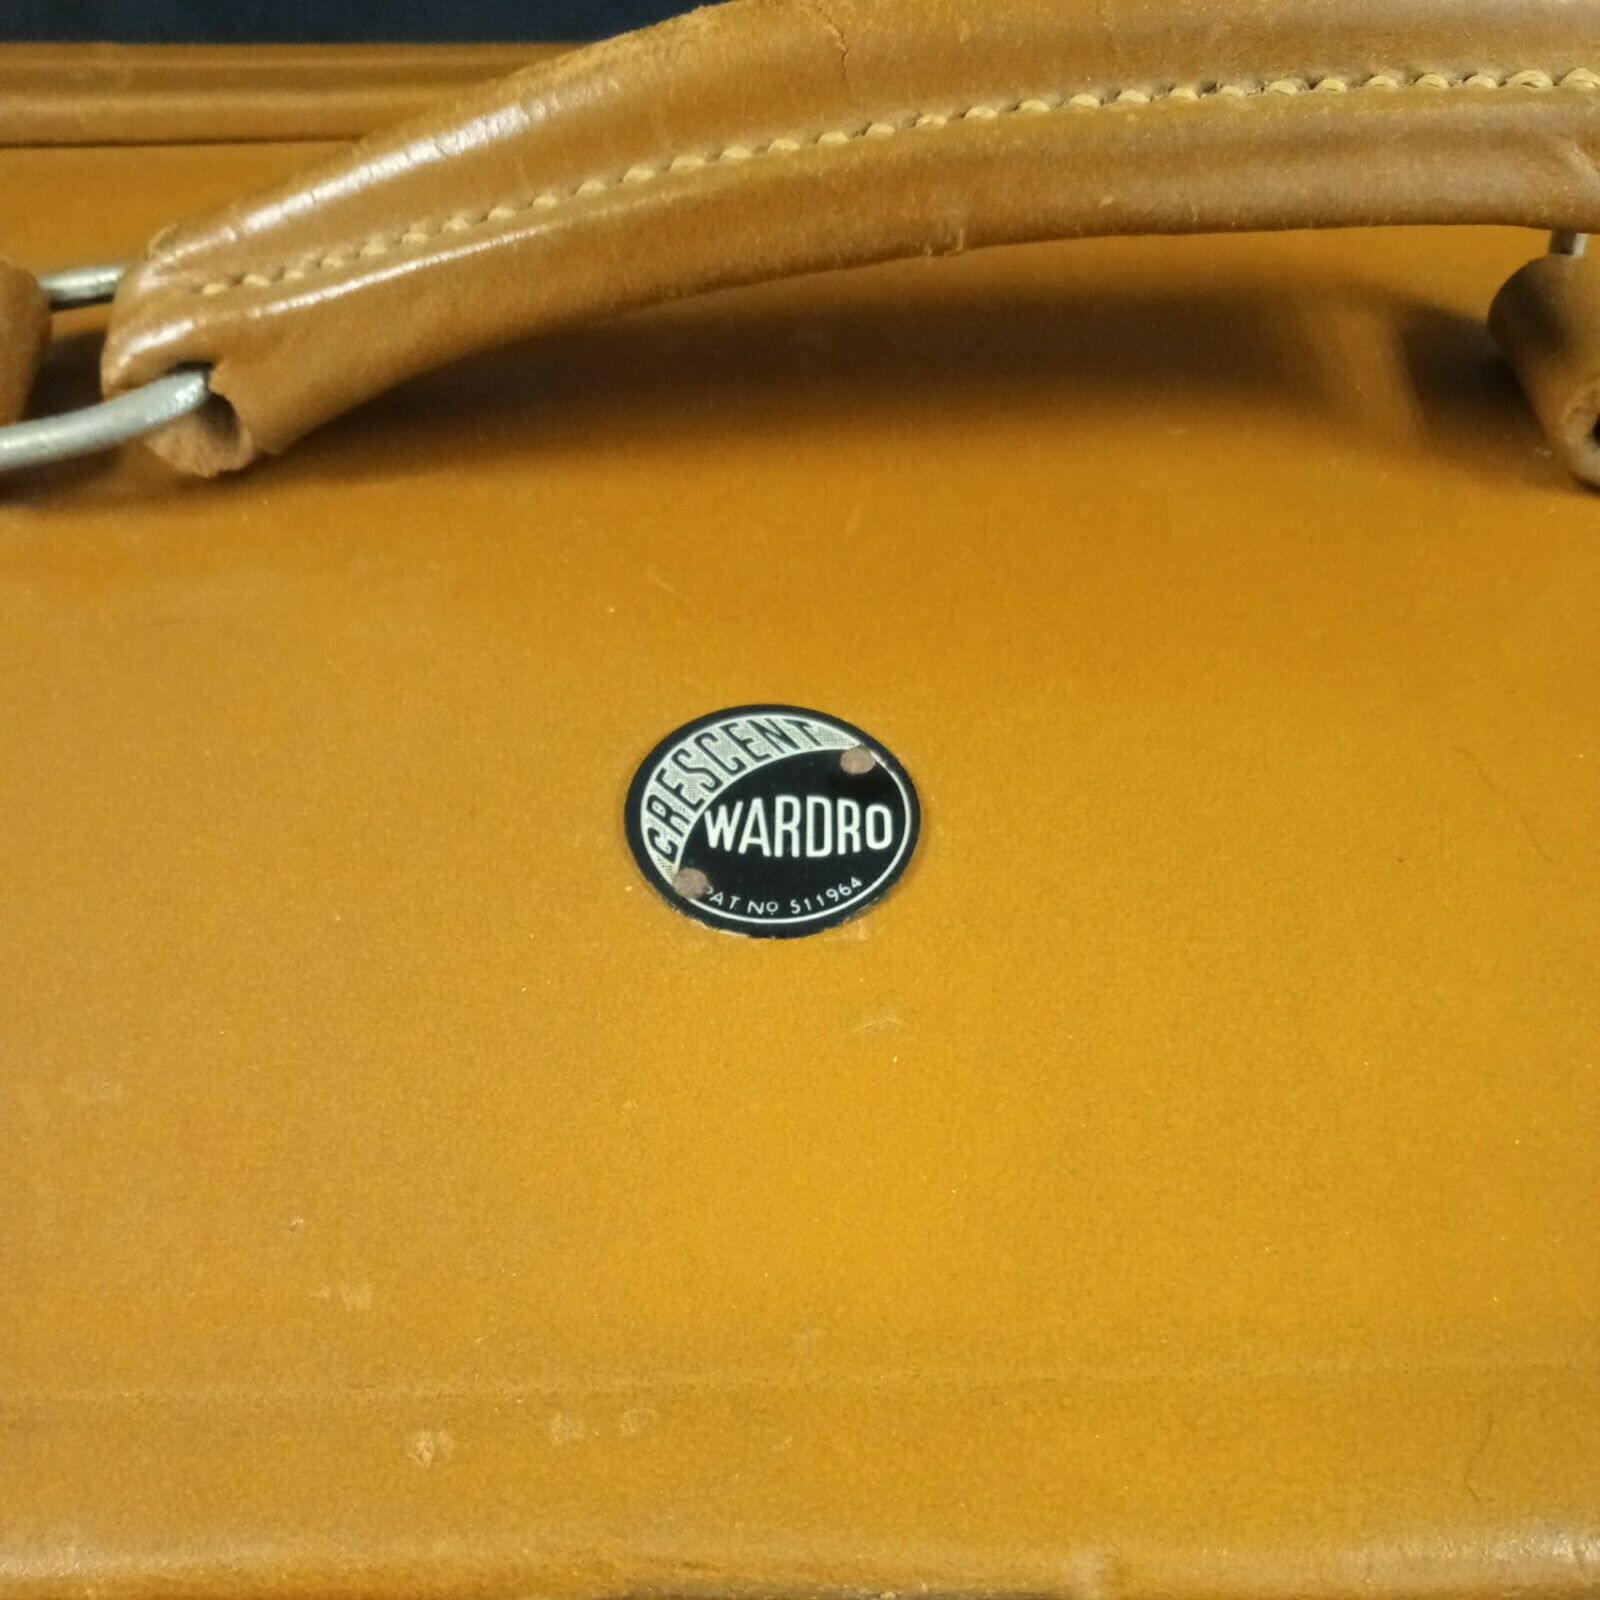 CRESCENT
WARDRO
PAT. No 511964